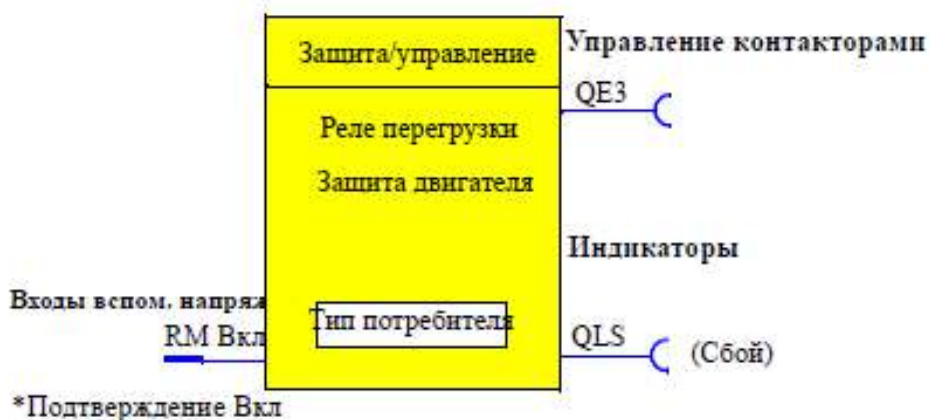 Защита/управление
Управление контакторами
QE3
Реле перегрузки
Защита двигателя
Индикаторы
Входы вспом. напряж
Тип потребителя
RM Вкл
QLS
(Сбой)
*Подтверждение Вкл